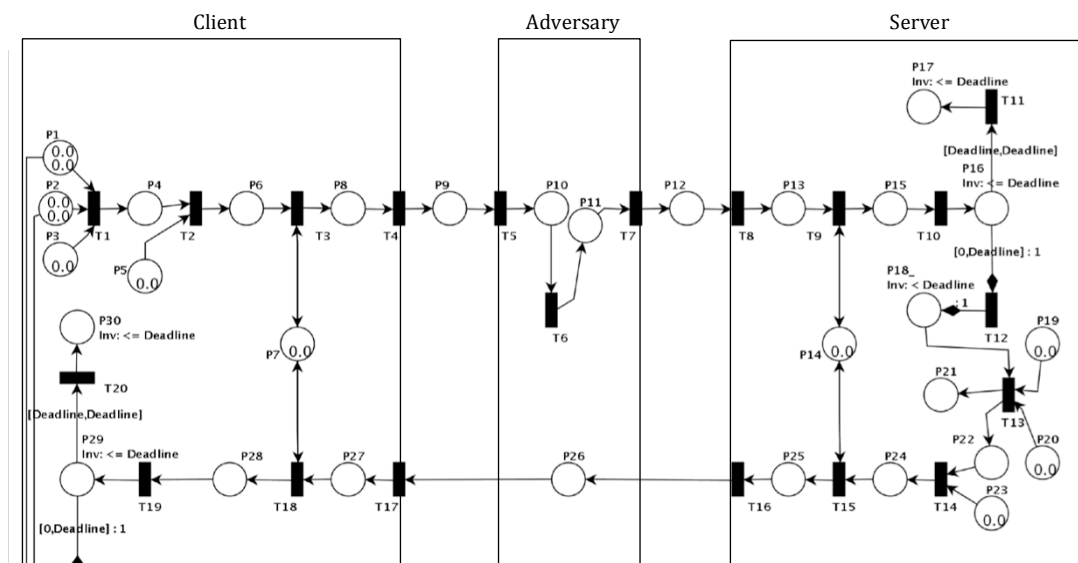 Client
Adversary
Server
P17
Inv: <= Deadline
T11
[Deadline,Deadline]
P16
Inv: <= Deadline
P1
0.0
0.0
P2
0.0
0.0
P3
0.0
T1
P4
P5
0.0
T2
P6
T3
P8
T4
P9
T5
P10
P11
T6
T7
P12
T8
P13
T9
P15
T10
[0,Deadline] : 1
P18_
Inv: < Deadline
: 1
T12
P19
0.0
P30
Inv: <= Deadline
T20
P7
0.0
P14
0.0
P21
T13
[Deadline,Deadline]
P29
Inv: <= Deadline
T19
P28
T18
P27
T17
P26
T16
P25
T15
P24
T14
P22
P20
0.0
P23
0.0
[0,Deadline] : 1